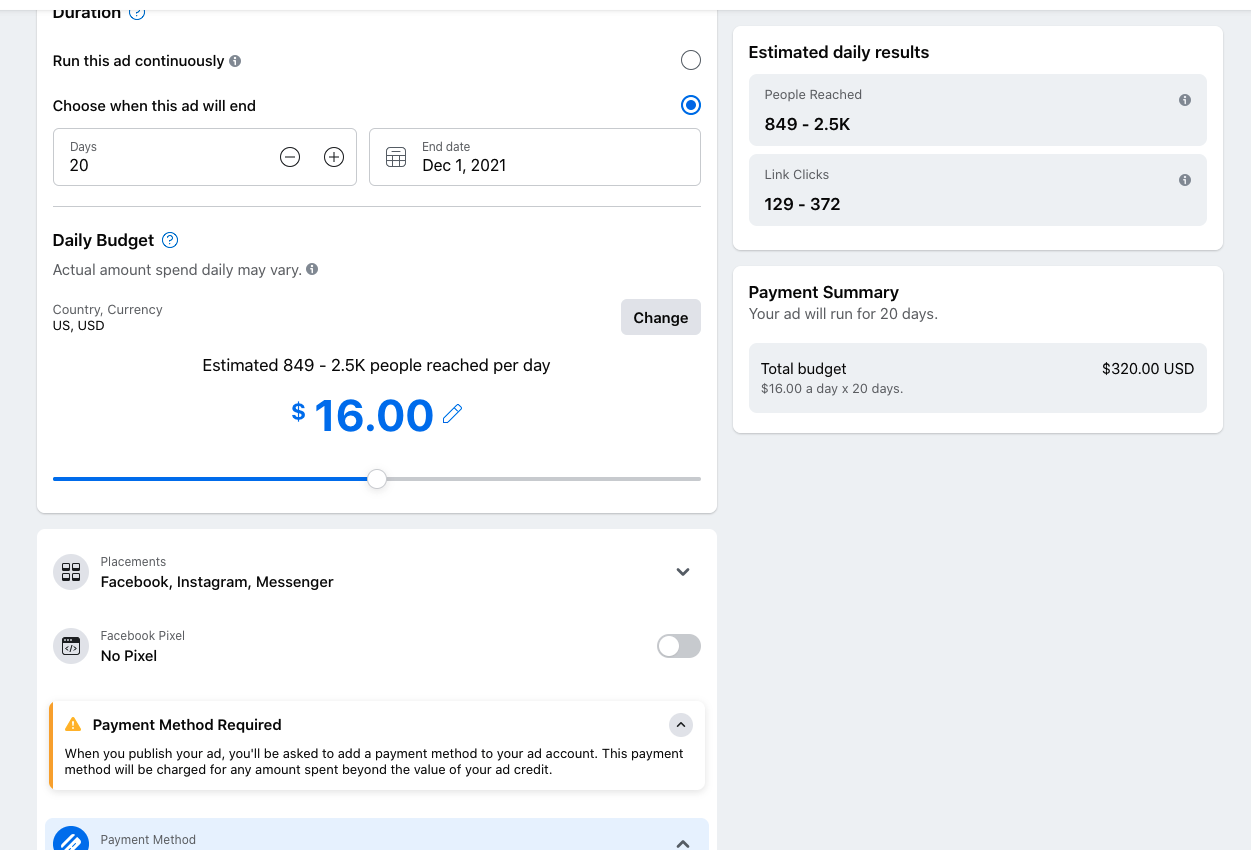 Duration
Run this ad continuously
Choose when this ad will end
Days
20
End date
Dec 1, 2021
Daily Budget
Actual amount spend daily may vary.
Country, Currency
US, USD
Change
Estimated 849 - 2.5K people reached per day
$ 16.00
Placements
Facebook, Instagram, Messenger
Facebook Pixel
No Pixel
Payment Method Required
When you publish your ad, you'll be asked to add a payment method to your ad account. This payment
method will be charged for any amount spent beyond the value of your ad credit.
Payment Method
Estimated daily results
People Reached
849 - 2.5K
Link Clicks
129 - 372
Payment Summary
Your ad will run for 20 days.
Total budget
$320.00 USD
$16.00 a day x 20 days.